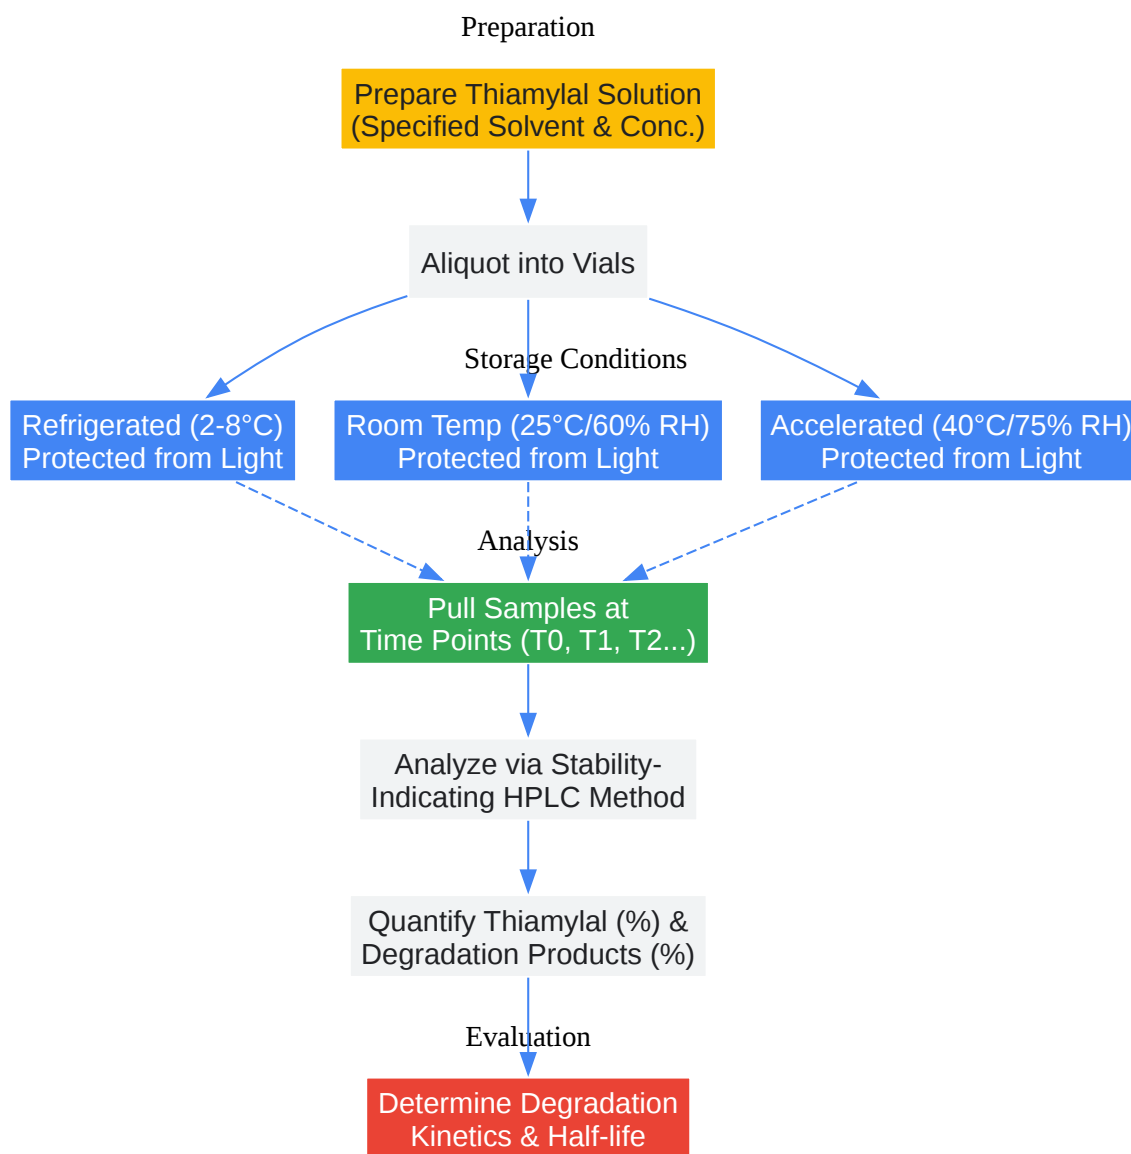 Preparation
Prepare Thiamylal Solution
(Specified Solvent & Conc.)
Aliquot into Vials
Storage Conditions
Refrigerated (2-8°C)
Protected from Light
Room Temp (25°C/60% RH)
Protected from Light
Accelerated (40°C/75% RH)
Protected from Light
Analysis
Pull Samples at
Time Points (T0, T1, T2...)
Analyze via Stability-
Indicating HPLC Method
Quantify Thiamylal (%) &
Degradation Products (%)
Evaluation
Determine Degradation
Kinetics & Half-life